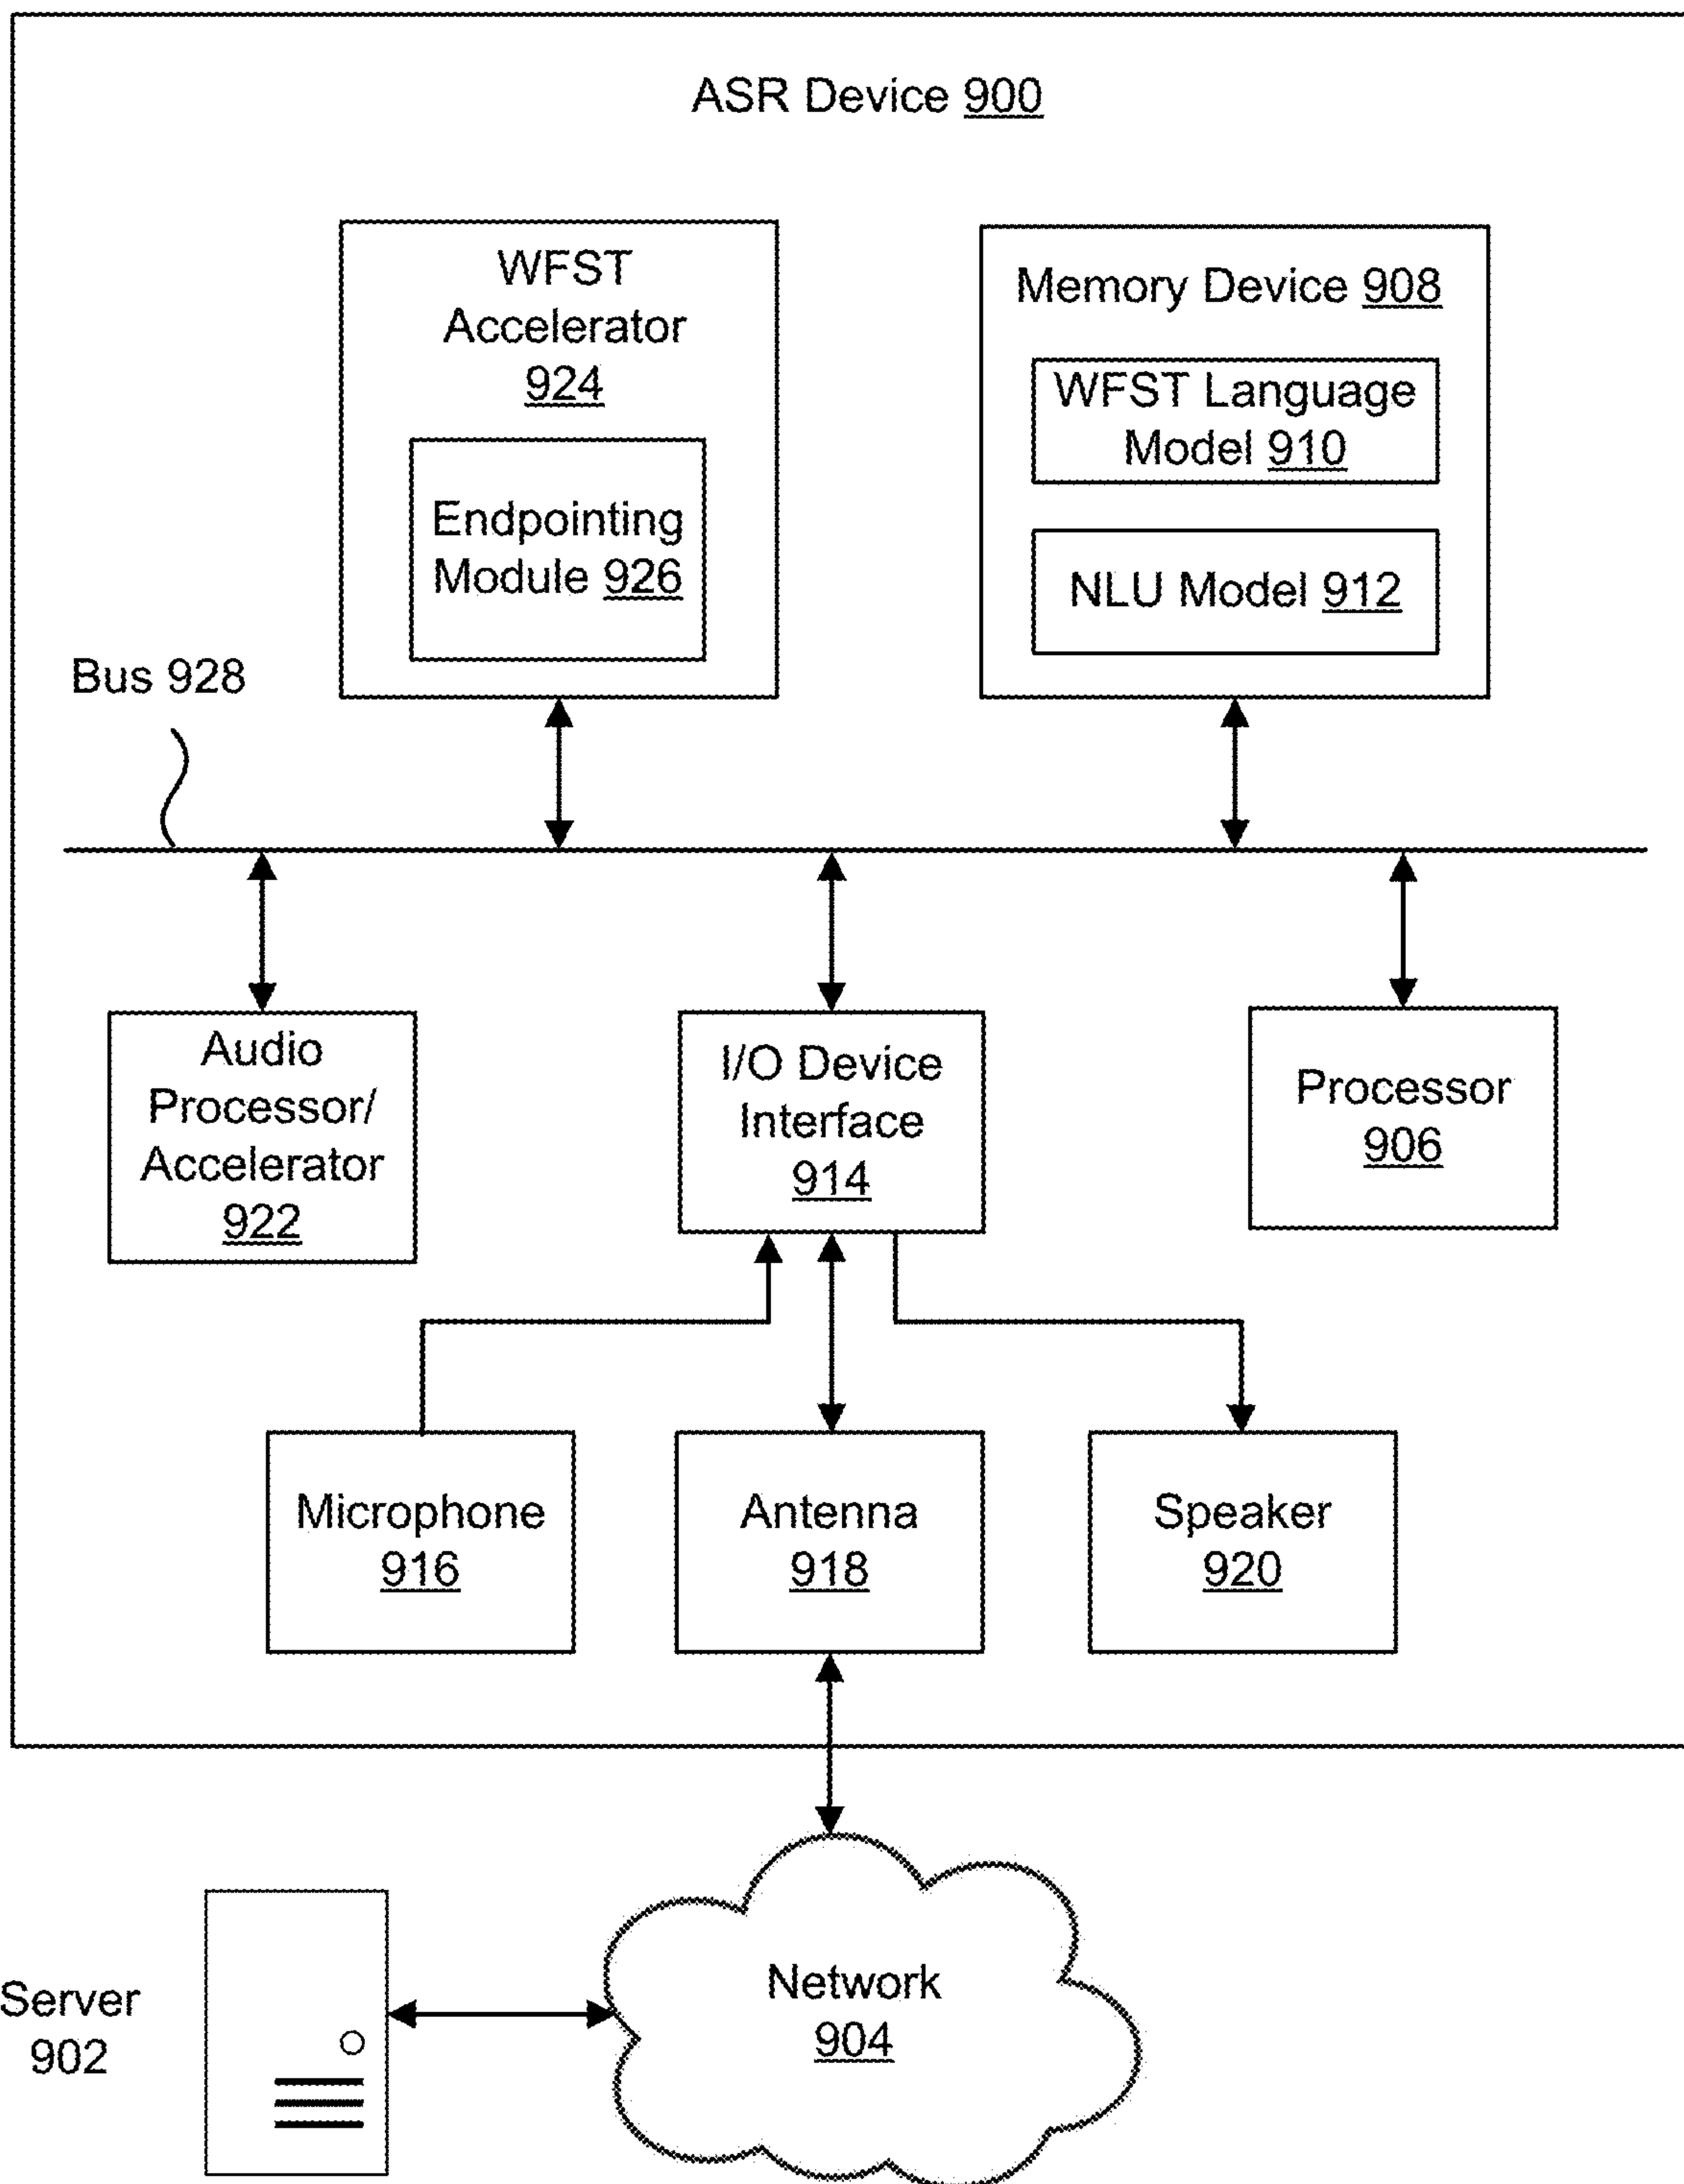 ASR Device 900
WFST
Accelerator
924
Endpointing
Module 926
Memory Device 908
WFST Language
Model 910
NLU Model 912
Bus 928
Audio
Processor/
Accelerator
922
I/O Device
Interface
914
Processor
906
Microphone
916
Antenna
918
Speaker
920
Server
902
Network
904